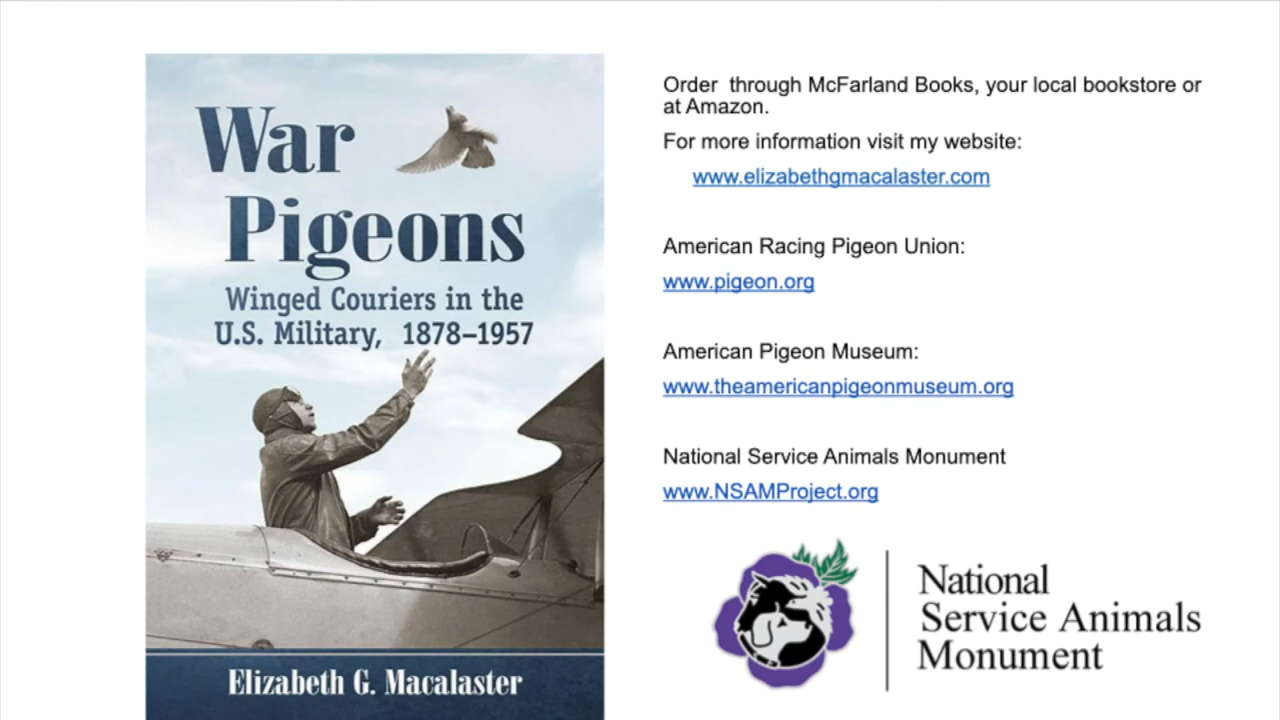 War
Pigeons
Winged Couriers in the
U.S. Military, 1878–1957
Elizabeth G. Macalaster
Order  through McFarland Books, your local bookstore or
at Amazon.
For more information visit my website:
www.elizabethgmacalaster.com
American Racing Pigeon Union:
www.pigeon.org
American Pigeon Museum:
www.theamericanpigeonmuseum.org
National Service Animals Monument
www.NSAMProject.org
National
Service Animals
Monument